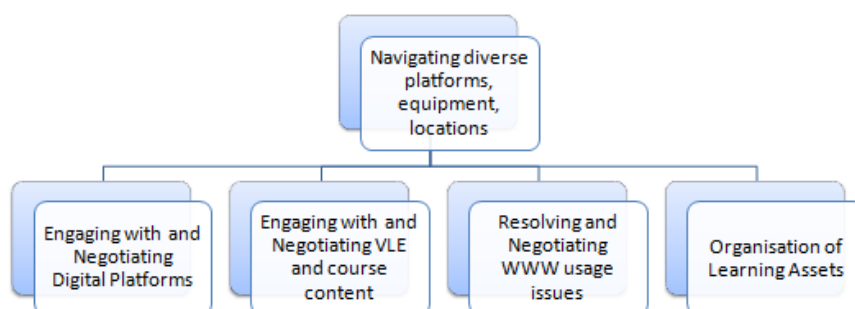 Navigating diverse
platforms,
equipment,
locations
Engaging with and
Negotiating
Digital Platforms
Engaging with and
Negotiating VLE
and course
content
Resolving and
Negotiating
WWW usage
issues
Organisation of
Learning Assets